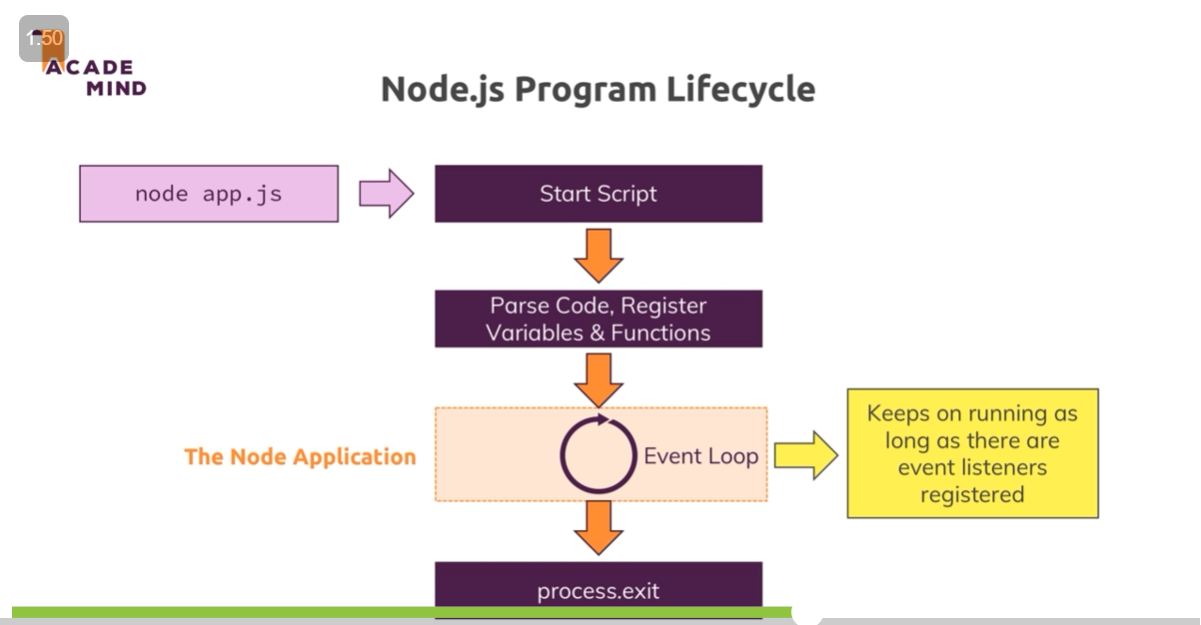 1.50
ACADE
MIND
Node.js Program Lifecycle
node app.js
Start Script
Parse Code, Register
Variables & Functions
The Node Application
Event Loop
Keeps on running as
long as there are
event listeners
registered
process.exit